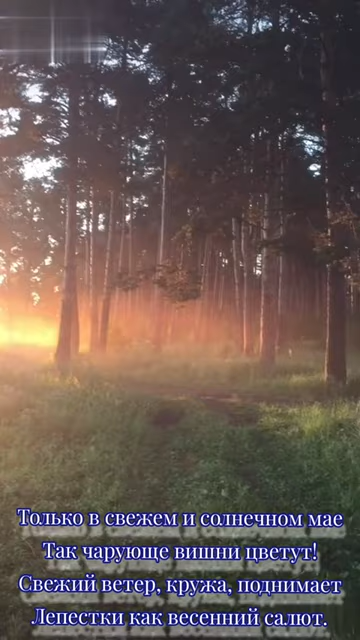 Только в свежем и солнечном мае
Так чарующе вишни цветут!
Свежий ветер, кружа, поднимает
Лепестки как весенний салют.